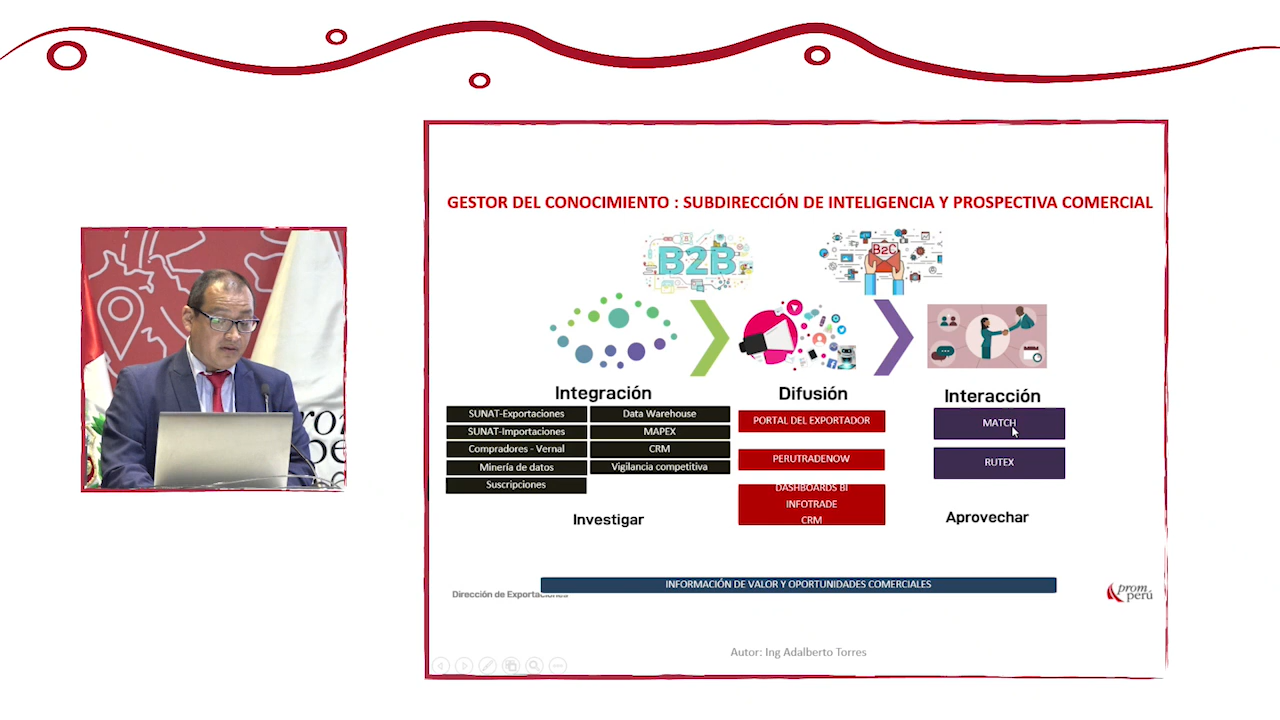 GESTOR DEL CONOCIMIENTO : SUBDIRECCIÓN DE INTELIGENCIA Y PROSPECTIVA COMERCIAL
B2B
B2C
Integración
Difusión
Interacción
SUNAT-Exportaciones
Data Warehouse
SUNAT-Importaciones
MAPEX
Compradores - Vernal
CRM
Minería de datos
Vigilancia competitiva
Suscripciones
PORTAL DEL EXPORTADOR
PERUTRADENOW
DASHBOARDS BI
INFOTRADE
CRM
MATCH
RUTEX
Investigar
Aprovechar
INFORMACIÓN DE VALOR Y OPORTUNIDADES COMERCIALES
Dirección de Exportaciones
prom
perú
Autor: Ing Adalberto Torres